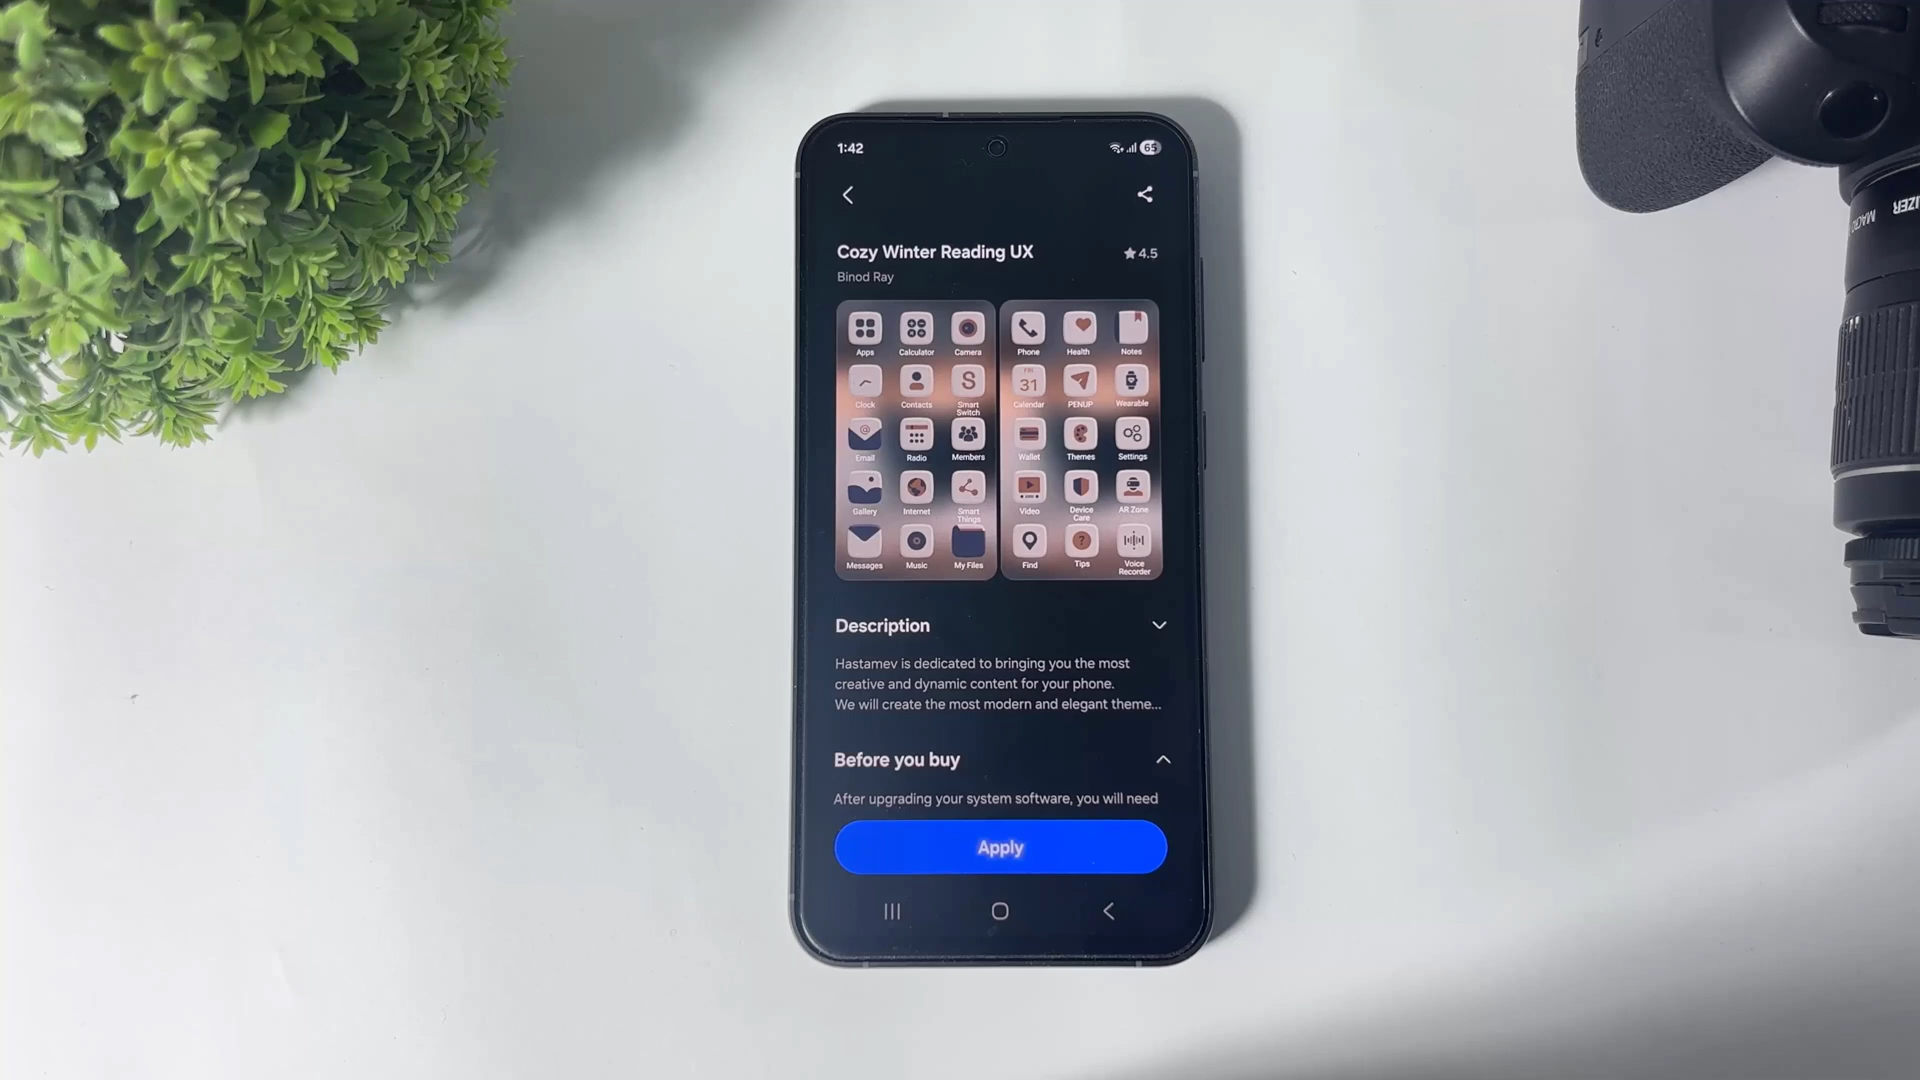 1:42
65
Cozy Winter Reading UX
4.5
Binod Ray
Apps Calculator Camera
Clock Contacts Smart Switch
Email Radio Members
Gallery Internet Smart Things
Messages Music My Files
Phone Health Notes
FRI
31
Calendar PENUP Wearable
Wallet Themes Settings
Video Device Care AR Zone
Find Tips Voice Recorder
Description
Hastamev is dedicated to bringing you the most
creative and dynamic content for your phone.
We will create the most modern and elegant theme...
Before you buy
After upgrading your system software, you will need
Apply
MACRO